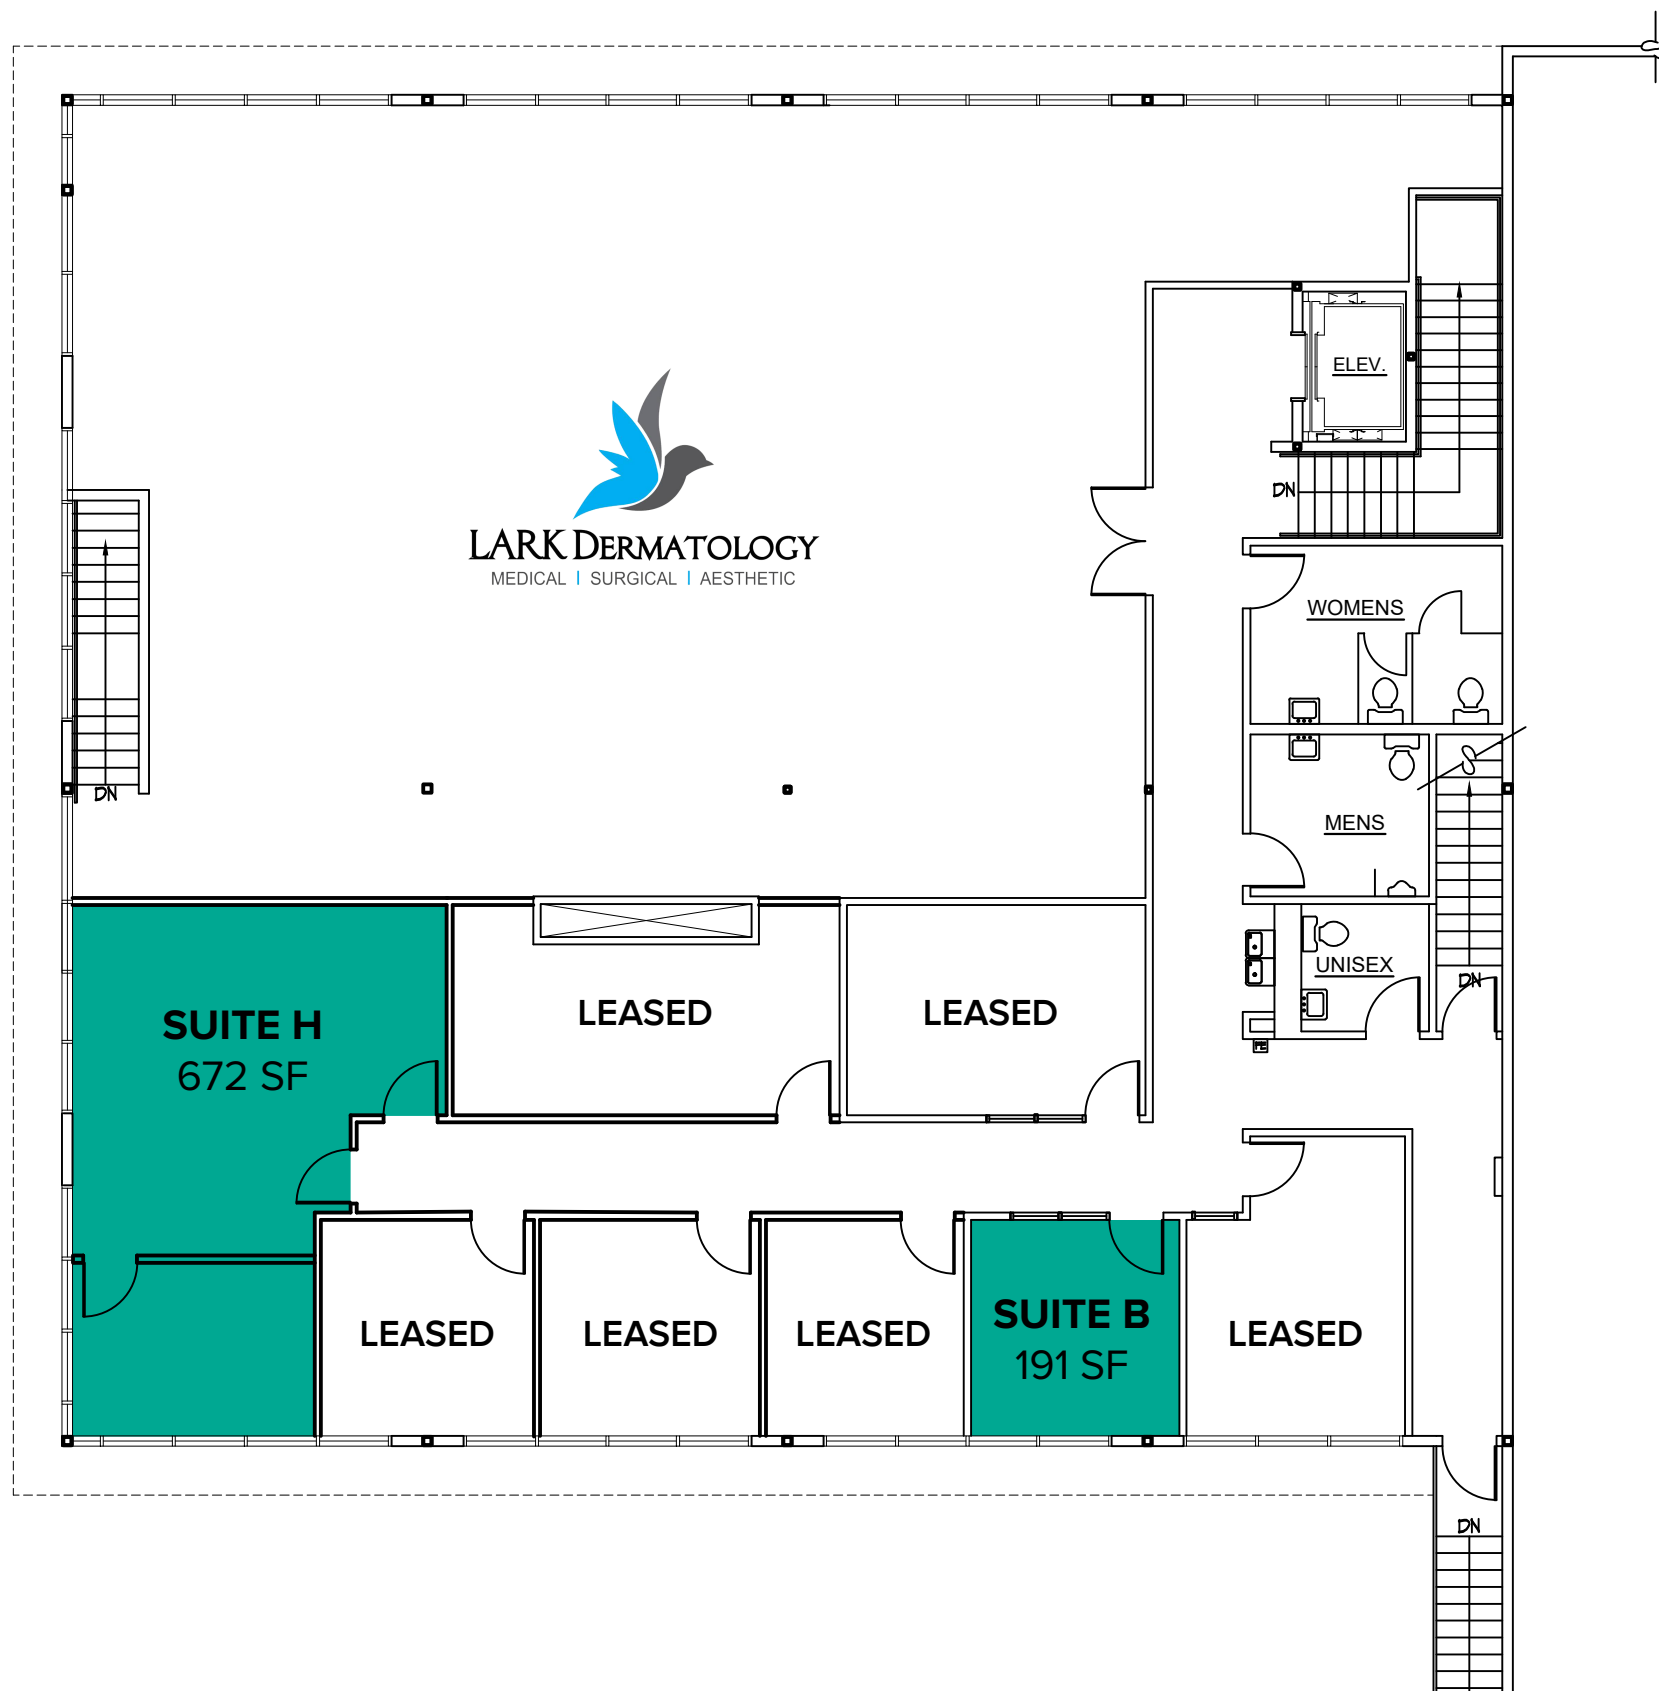 ELEV.
DN
LARK DERMATOLOGY
MEDICAL | SURGICAL | AESTHETIC
WOMENS
DN
MENS
UNISEX
DN
FE
SUITE H
672 SF
LEASED
LEASED
LEASED
LEASED
LEASED
SUITE B
191 SF
LEASED
DN